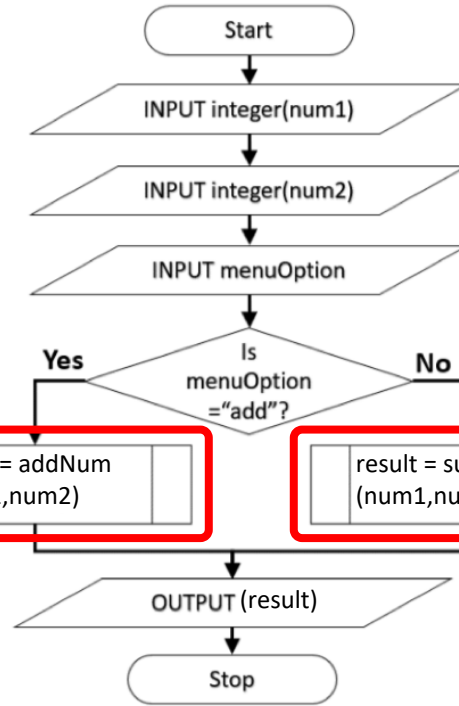 Start
INPUT integer(num1)
INPUT integer(num2)
INPUT menuOption
Is
menuOption
="add"?
Yes
No
= addNum
,num2)
result = su
(num1,nu
OUTPUT (result)
Stop